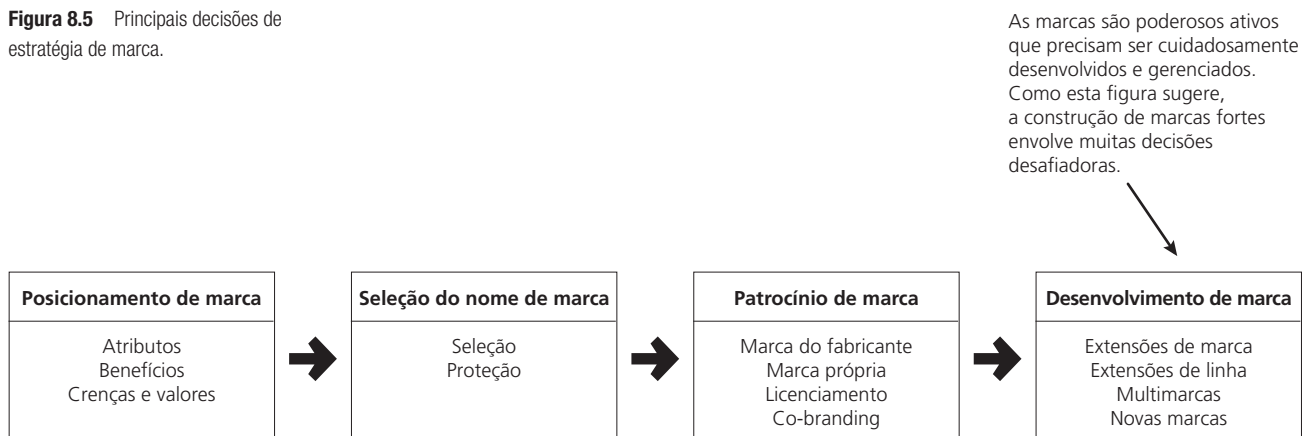 Figura 8.5 Principais decisões de
estratégia de marca.
As marcas são poderosos ativos
que precisam ser cuidadosamente
desenvolvidos e gerenciados.
Como esta figura sugere,
a construção de marcas fortes
envolve muitas decisões
desafiadoras.
Posicionamento de marca
Atributos
Benefícios
Crenças e valores
Seleção do nome de marca
Seleção
Proteção
Patrocínio de marca
Marca do fabricante
Marca própria
Licenciamento
Co-branding
Desenvolvimento de marca
Extensões de marca
Extensões de linha
Multimarcas
Novas marcas